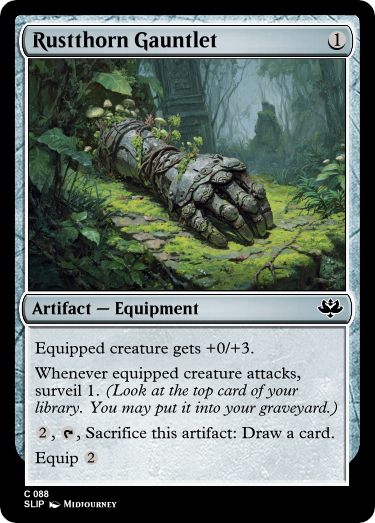 Rustthorn Gauntlet 1
Artifact — Equipment
Equipped creature gets +0/+3.
Whenever equipped creature attacks,
surveil 1. (Look at the top card of your
library. You may put it into your graveyard.)
2, , Sacrifice this artifact: Draw a card.
Equip 2
C 088
SLIP Midjourney